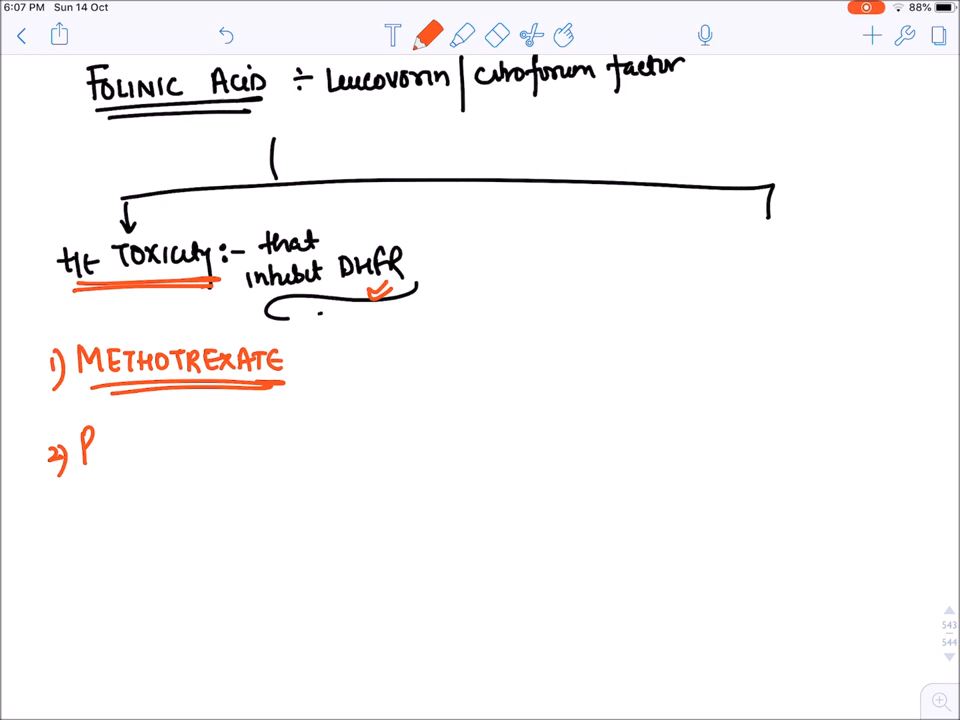 6:07 PM Sun 14 Oct 88%
FOLINIC ACID ÷ Leucovorin | citroforum factor
TOXICITY :- that
inhibit DHFR
1) METHOTREXATE
2) P
543
544